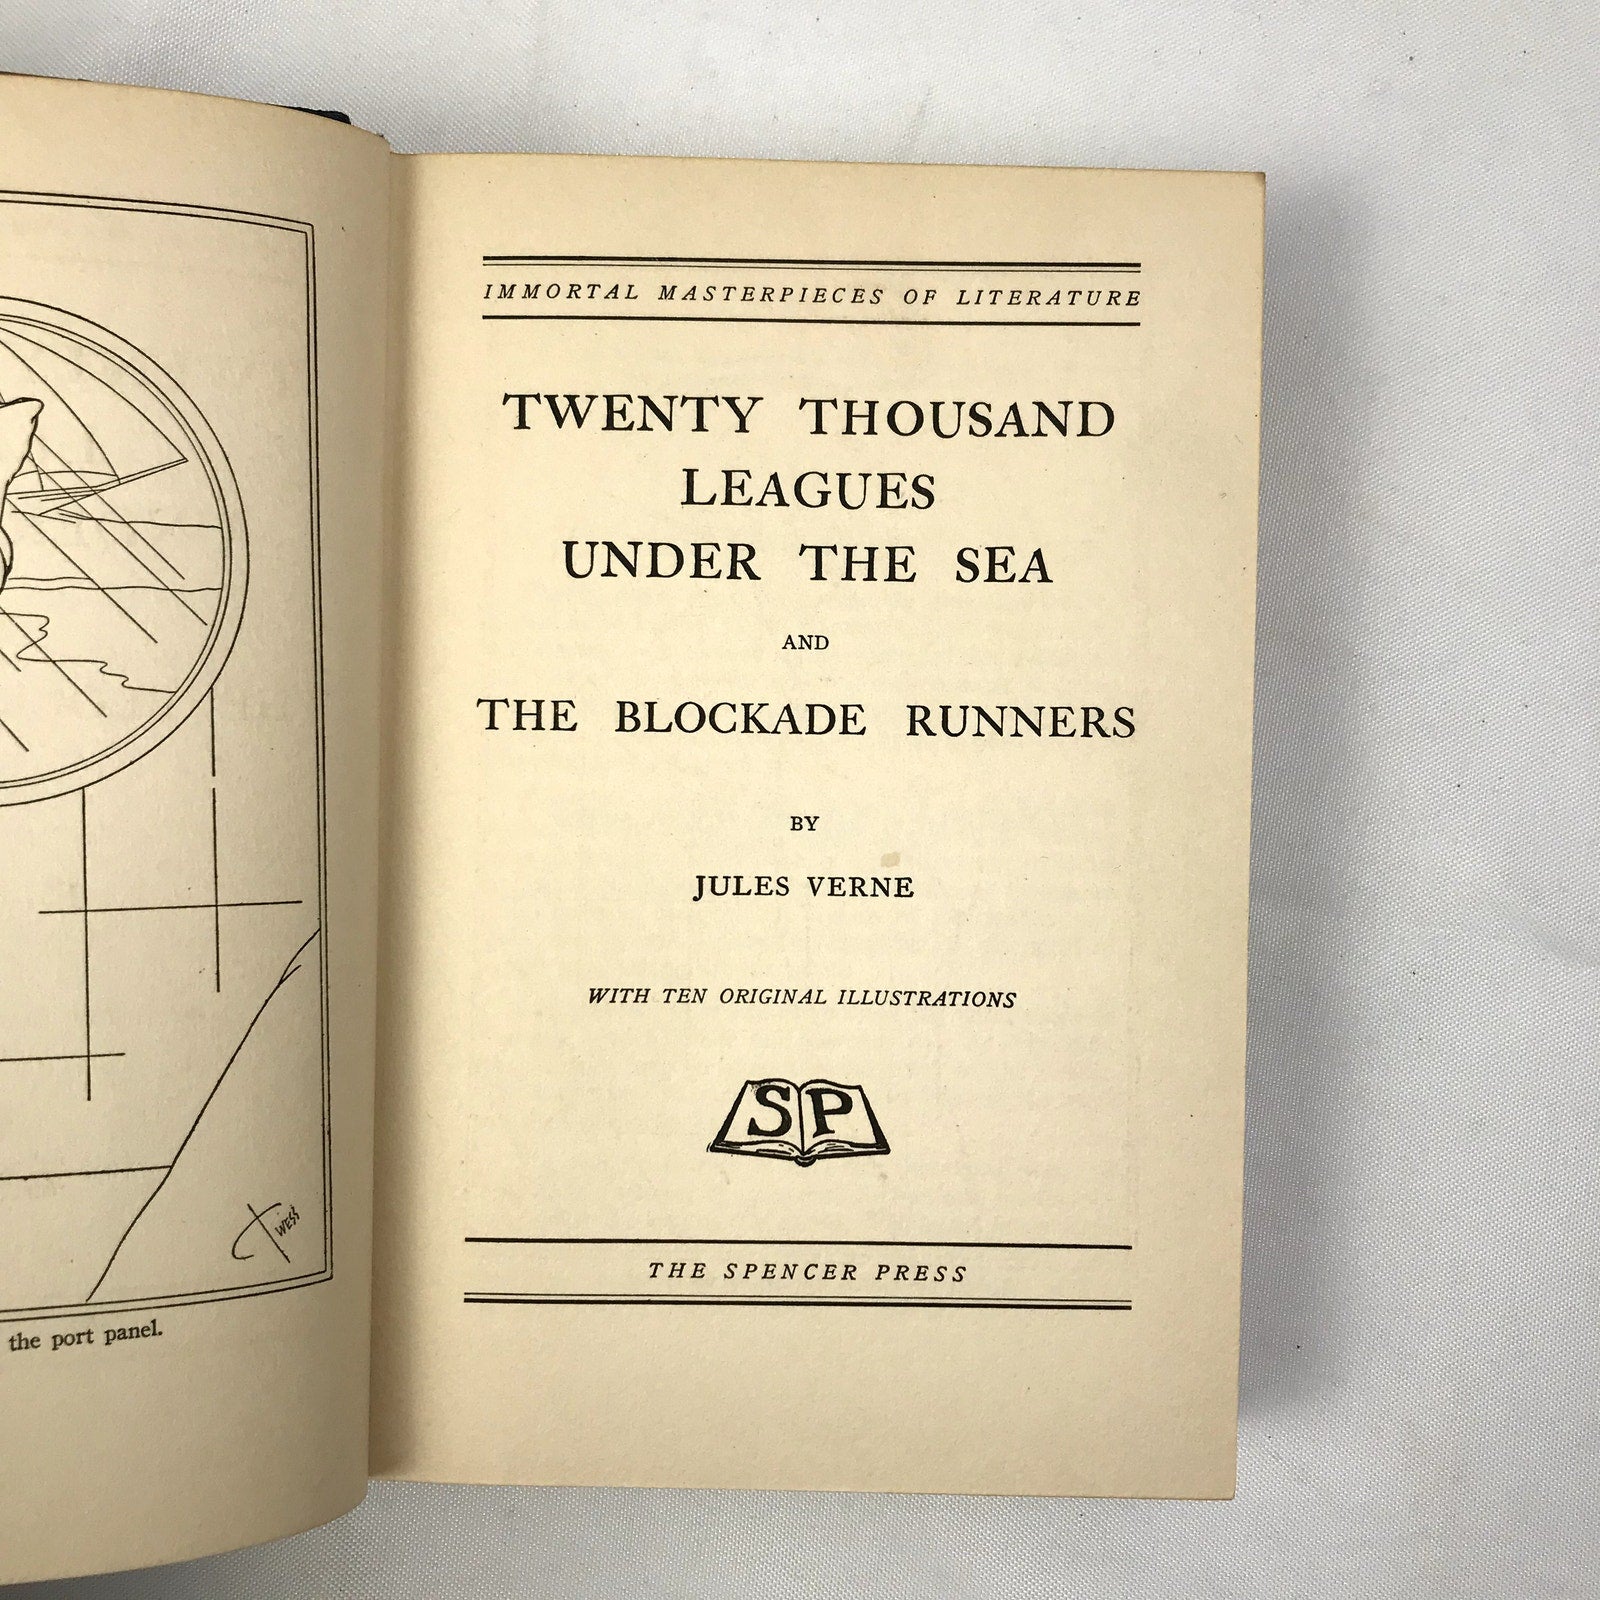 WESS
the port panel.
IMMORTAL MASTERPIECES OF LITERATURE
TWENTY THOUSAND
LEAGUES
UNDER THE SEA
AND
THE BLOCKADE RUNNERS
BY
JULES VERNE
WITH TEN ORIGINAL ILLUSTRATIONS
SP
THE SPENCER PRESS